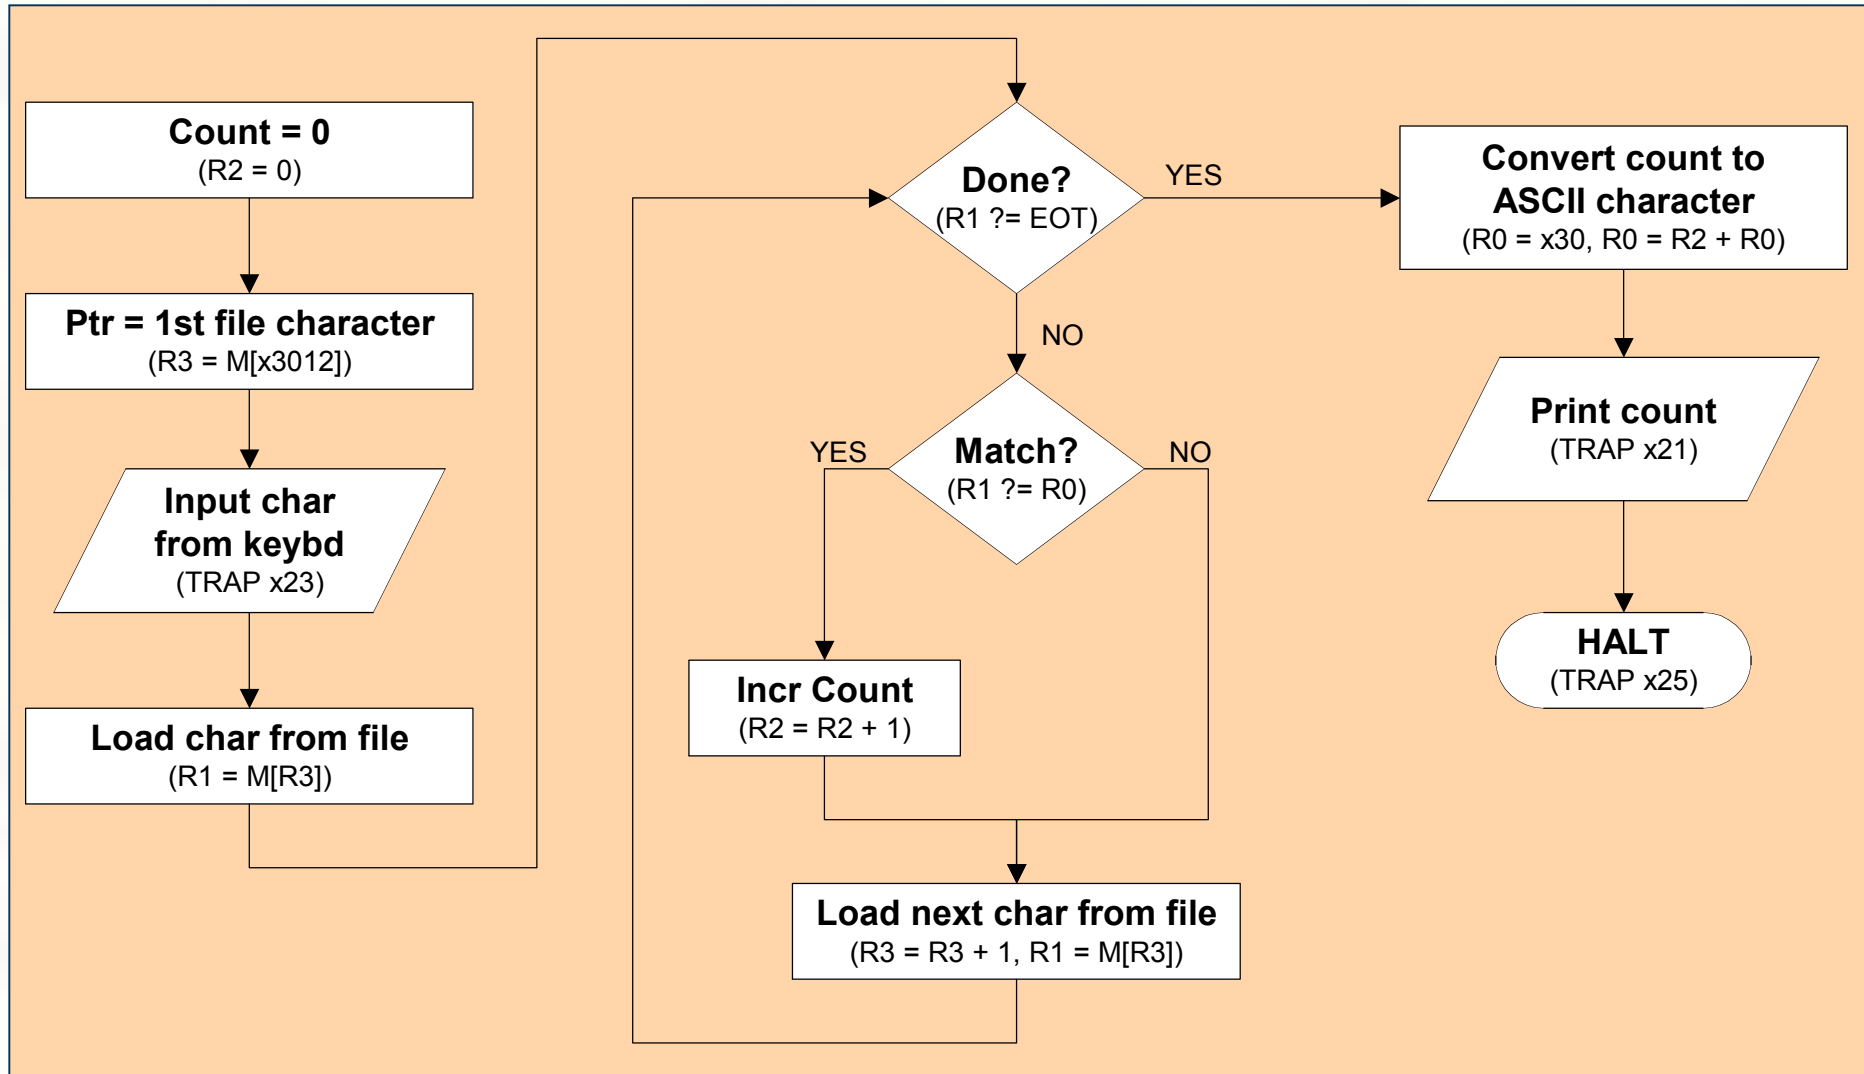 Count = 0
(R2 = 0)
Ptr = 1st file character
(R3 = M[x3012])
Input char
from keybd
(TRAP x23)
Load char from file
(R1 = M[R3])
Done?
(R1 ?= EOT)
YES
NO
Match?
(R1 ?= R0)
YES
NO
Incr Count
(R2 = R2 + 1)
Load next char from file
(R3 = R3 + 1, R1 = M[R3])
Convert count to
ASCII character
(R0 = x30, R0 = R2 + R0)
Print count
(TRAP x21)
HALT
(TRAP x25)